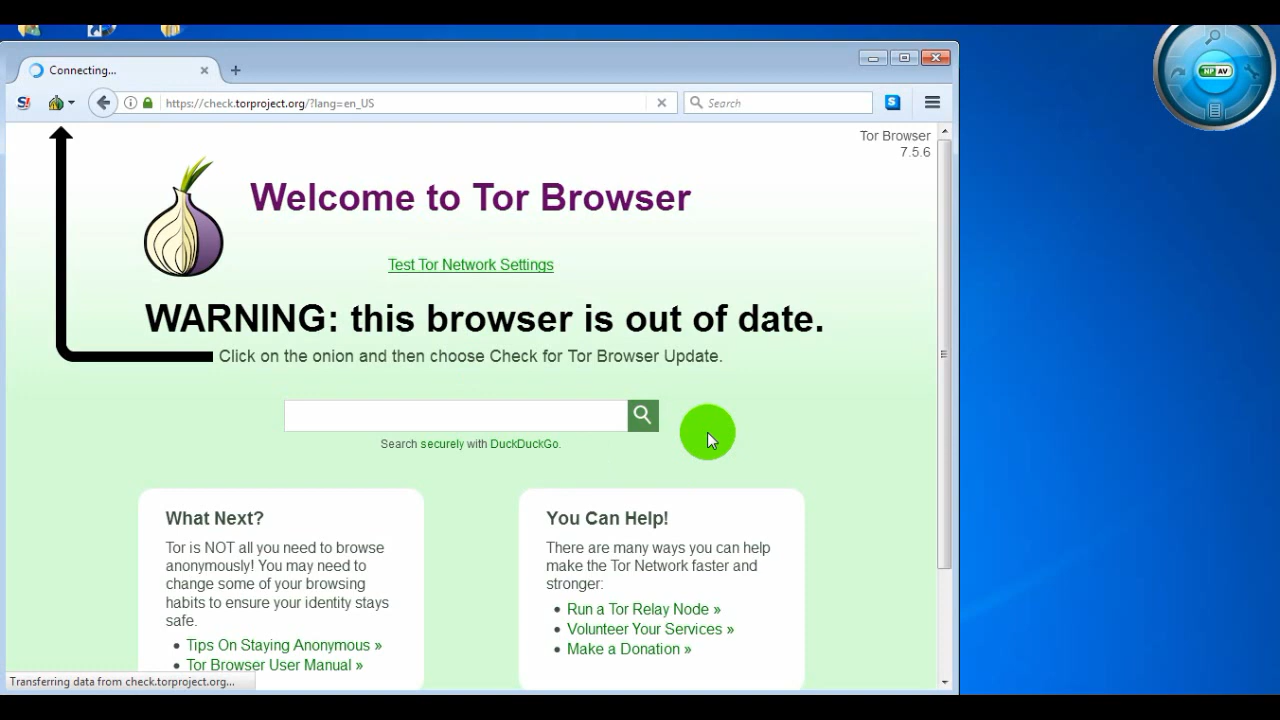 Connecting...
https://check.torproject.org/?lang=en_US
Search
S
HP AV
Tor Browser
7.5.6
Welcome to Tor Browser
Test Tor Network Settings
WARNING: this browser is out of date.
Click on the onion and then choose Check for Tor Browser Update.
Search securely with DuckDuckGo.
What Next?
Tor is NOT all you need to browse
anonymously! You may need to
change some of your browsing
habits to ensure your identity stays
safe.
Tips On Staying Anonymous »
Tor Browser User Manual »
You Can Help!
There are many ways you can help
make the Tor Network faster and
stronger:
Run a Tor Relay Node »
Volunteer Your Services »
Make a Donation »
Transferring data from check.torproject.org...